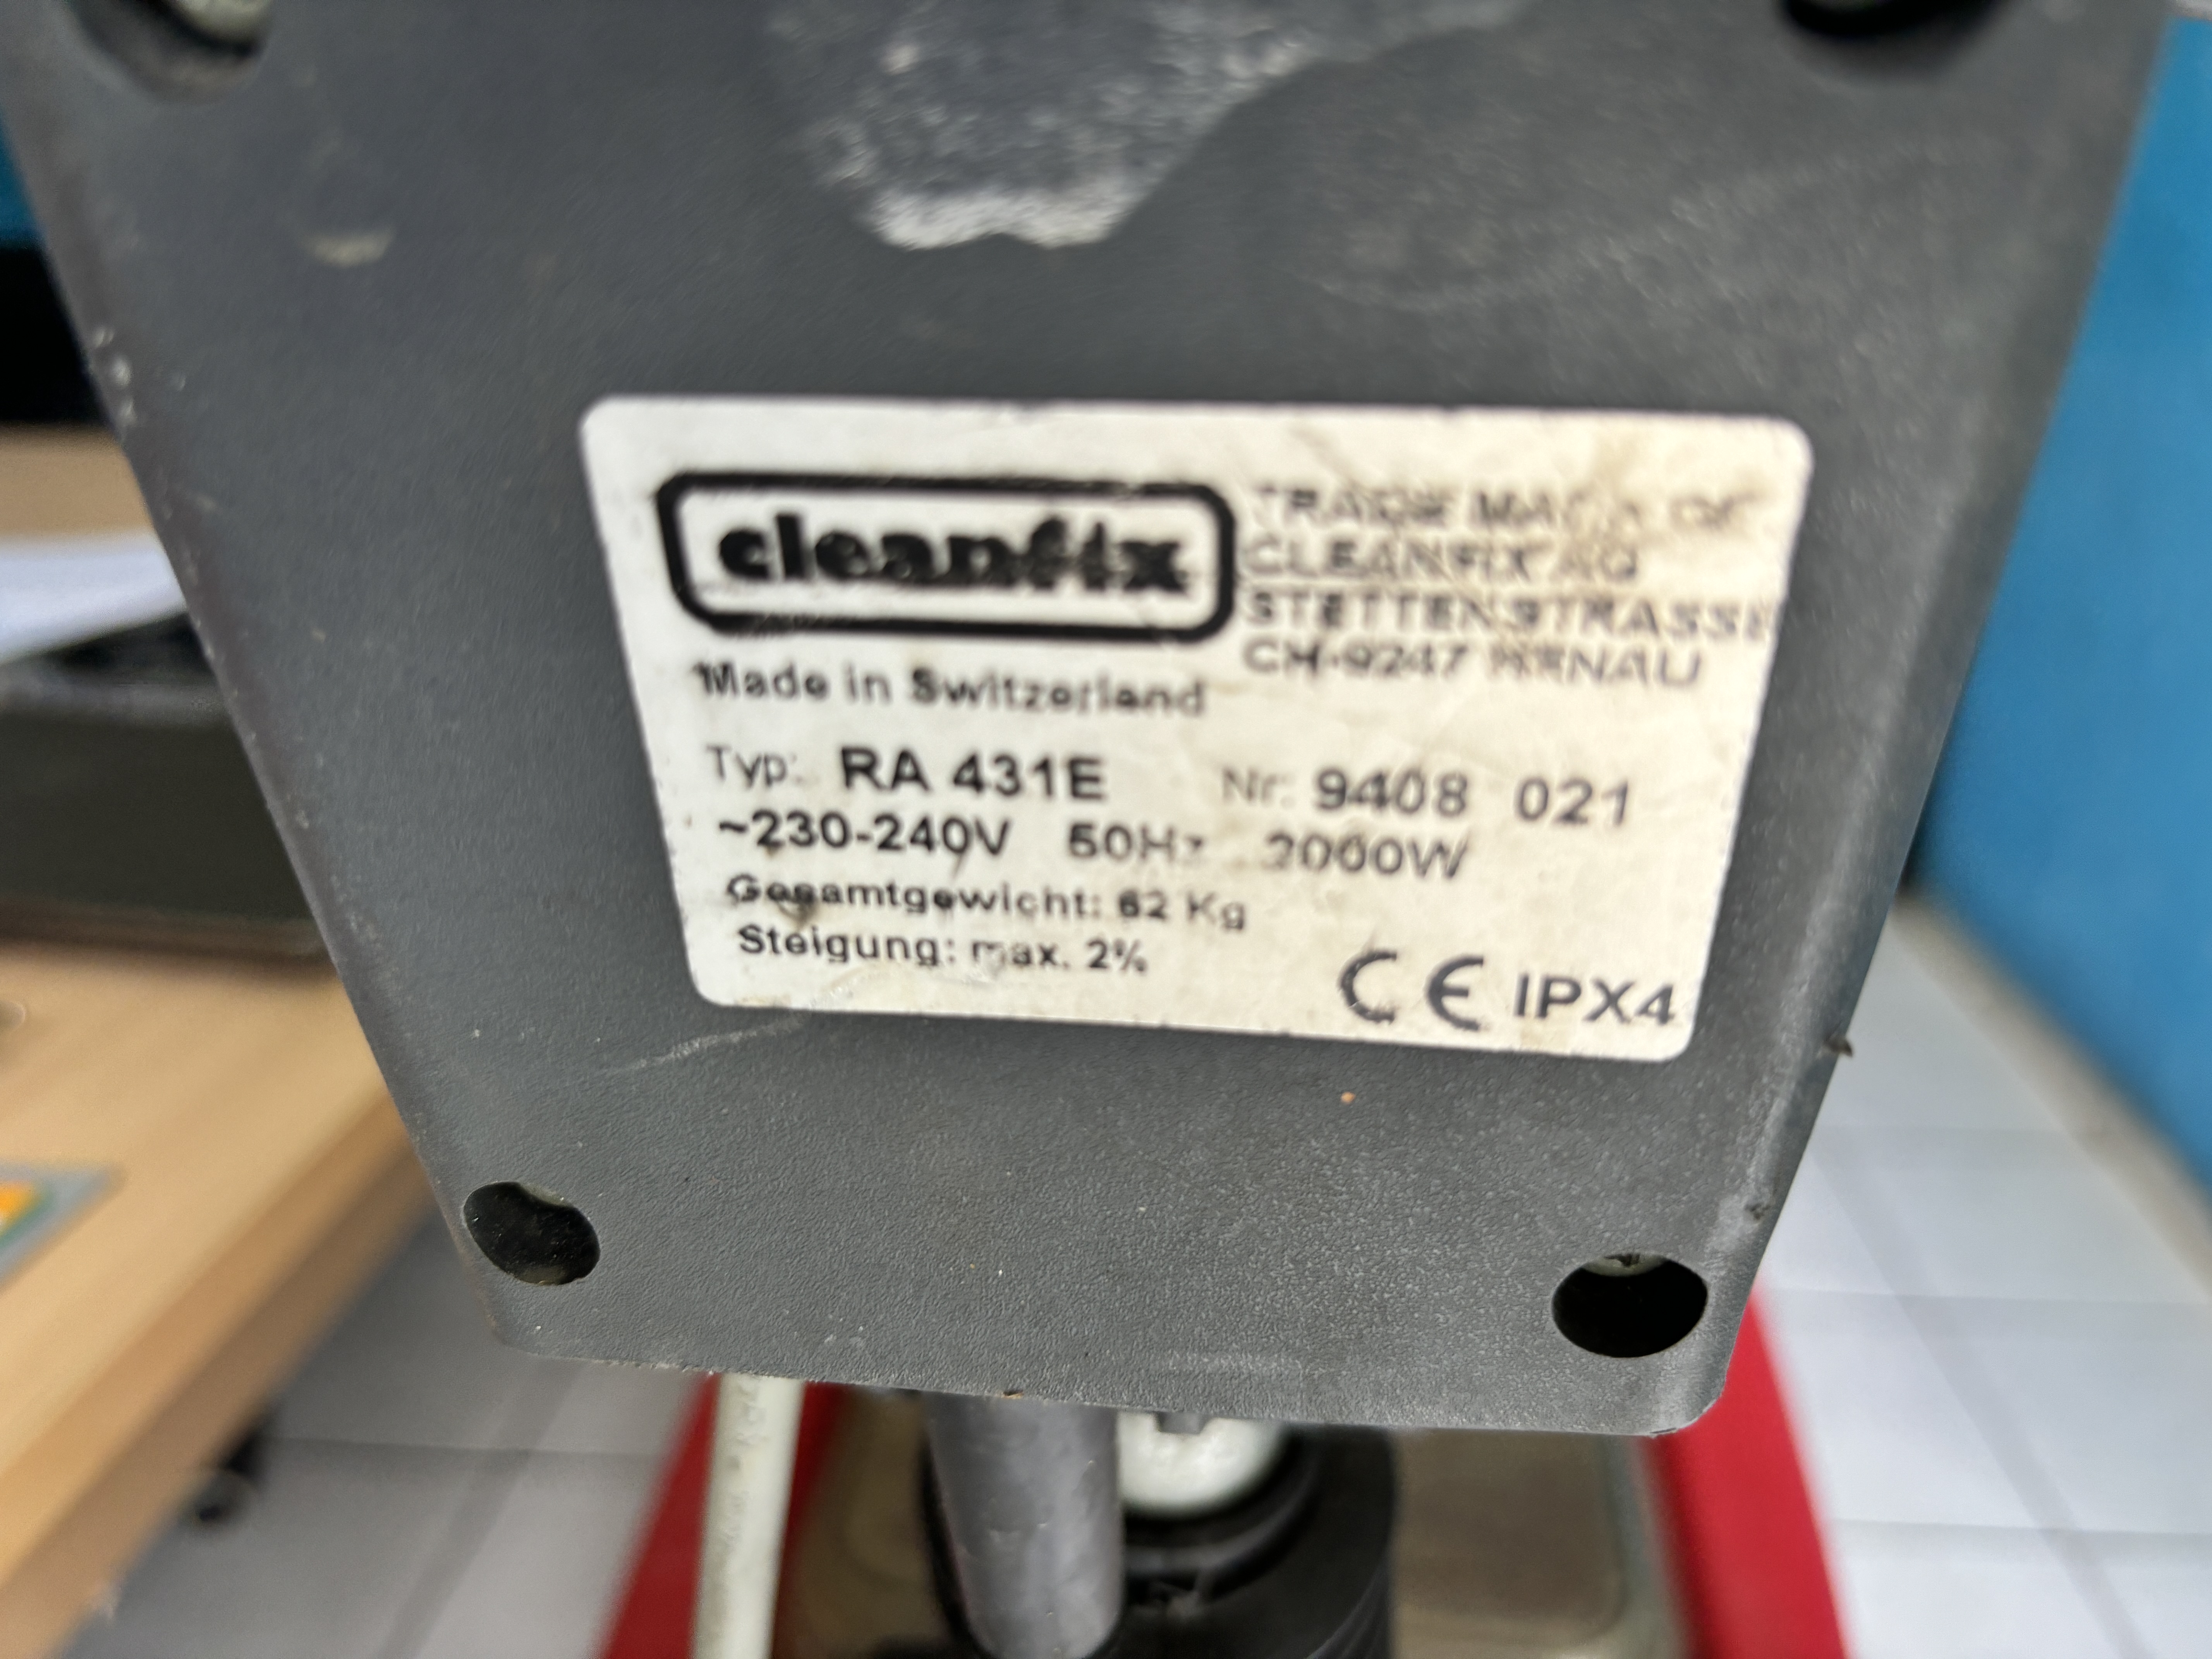 cleanfix
TRADE MARK OF
CLEANFIX AG
STETTENSTRASSE
CH-9247 HENAU
Made in Switzerland
Typ: RA 431E Nr: 9408 021
~230-240V 50Hz 2000W
Gesamtgewicht: 62 Kg
Steigung: max. 2%
CE IPX4